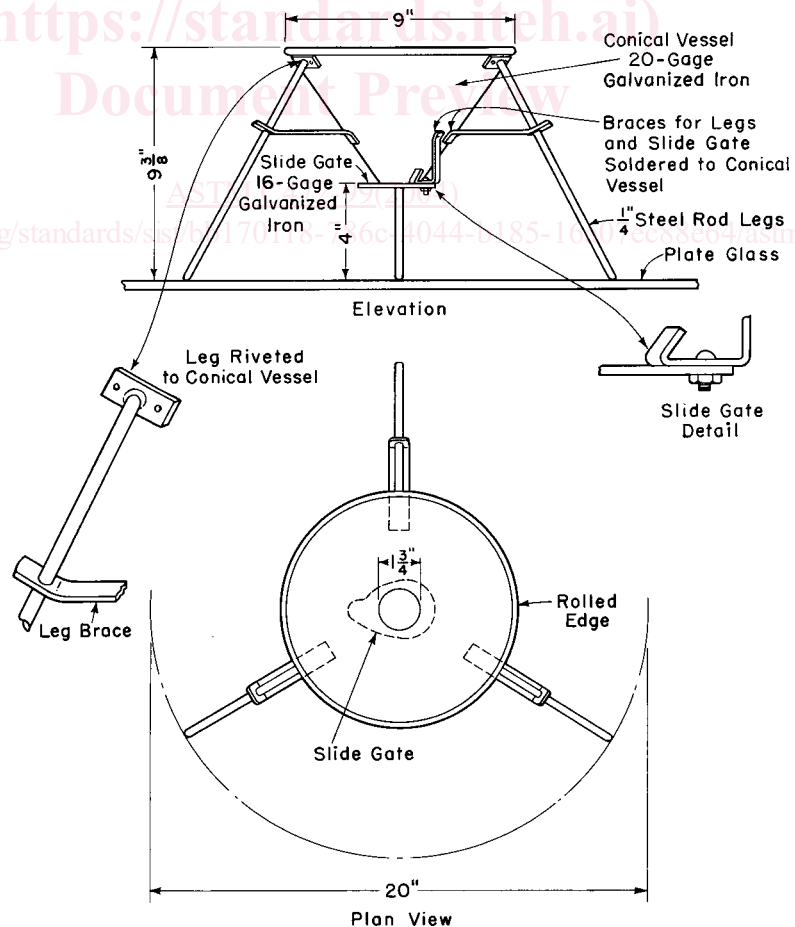 https://standards.iteh.ai)
Document Preview
9"
Conical Vessel
20-Gage
Galvanized Iron
Braces for Legs
and Slide Gate
Soldered to Conical
Vessel
Slide Gate
16-Gage
Galvanized
Iron
9 3/8"
4"
1/4" Steel Rod Legs
Plate Glass
Elevation
Leg Riveted
to Conical Vessel
Slide Gate
Detail
Leg Brace
1 3/4"
Rolled
Edge
Slide Gate
20"
Plan View